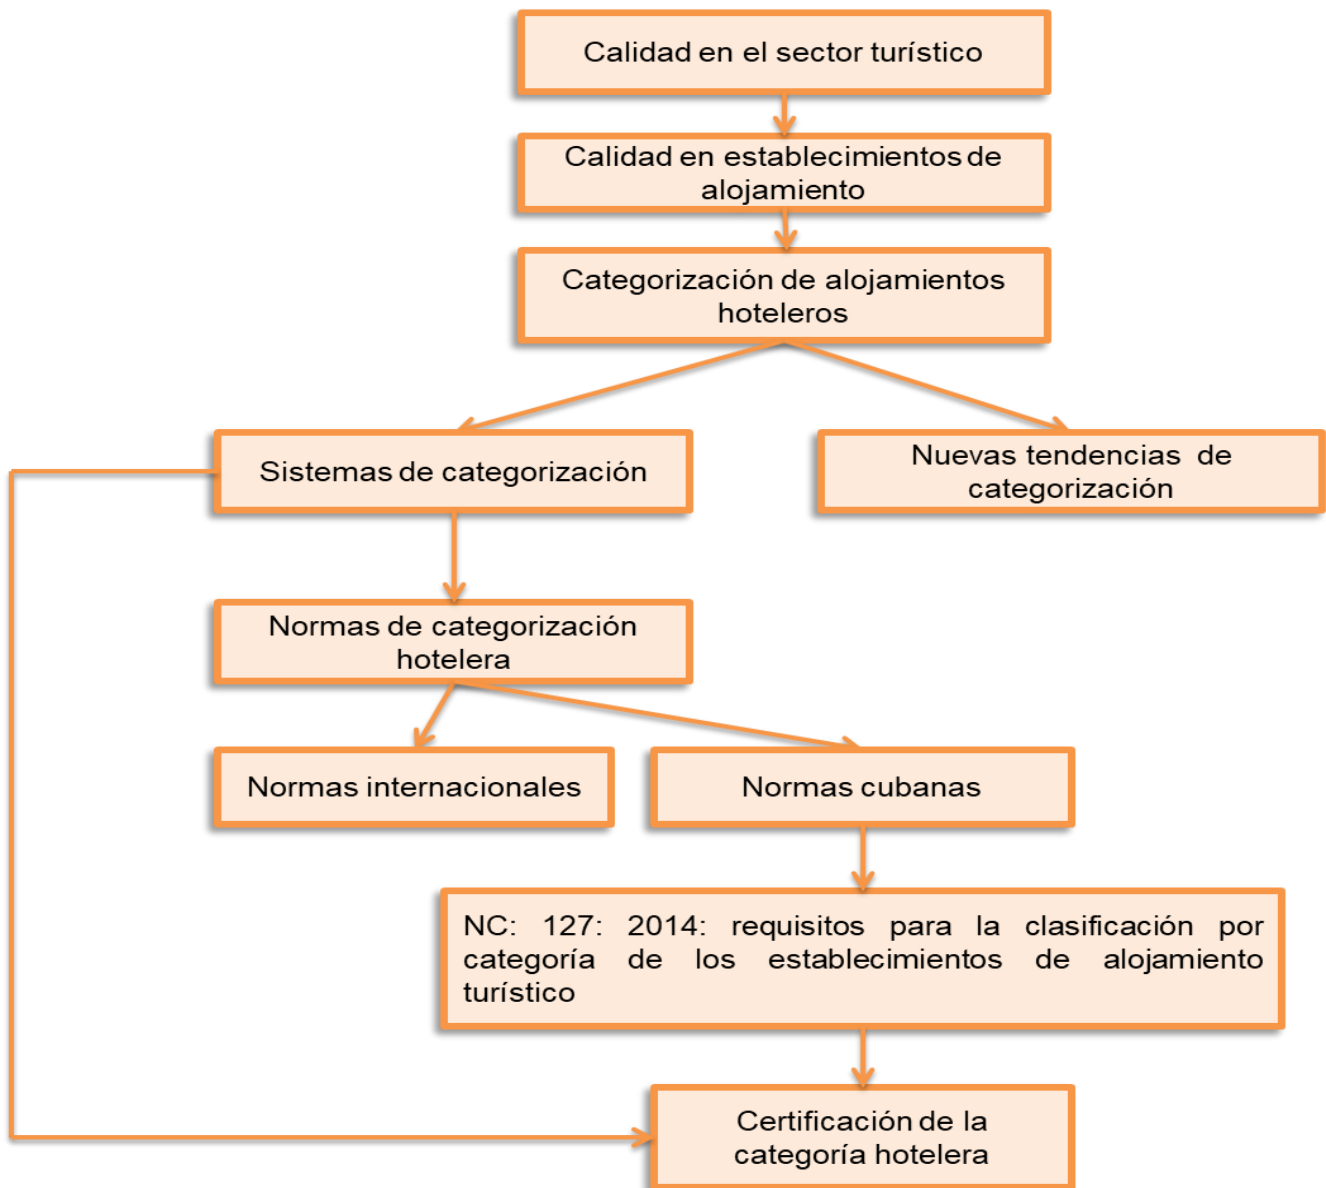 Calidad en el sector turístico
Calidad en establecimientos de
alojamiento
Categorización de alojamientos
hoteleros
Sistemas de categorización
Nuevas tendencias de
categorización
Normas de categorización
hotelera
Normas internacionales
Normas cubanas
NC: 127: 2014: requisitos para la clasificación por
categoría de los establecimientos de alojamiento
turístico
Certificación de la
categoría hotelera